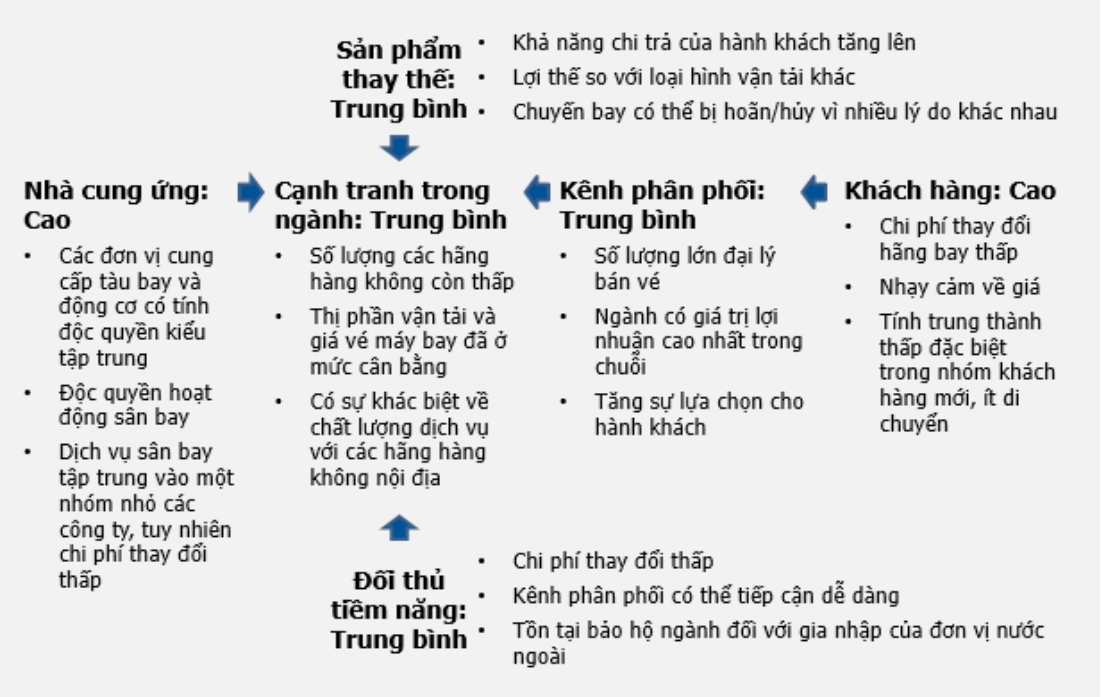 Sản phẩm
thay thế:
Trung bình
• Khả năng chi trả của hành khách tăng lên
• Lợi thế so với loại hình vận tải khác
• Chuyến bay có thể bị hoãn/hủy vì nhiều lý do khác nhau
Nhà cung ứng:
Cao
• Các đơn vị cung
cấp tàu bay và
động cơ có tính
độc quyền kiểu
tập trung
• Độc quyền hoạt
động sân bay
• Dịch vụ sân bay
tập trung vào một
nhóm nhỏ các
công ty, tuy nhiên
chi phí thay đổi
thấp
Cạnh tranh trong
ngành: Trung bình
• Số lượng các hãng
hàng không còn thấp
• Thị phần vận tải và
giá vé máy bay đã ở
mức cân bằng
• Có sự khác biệt về
chất lượng dịch vụ
với các hãng hàng
không nội địa
Kênh phân phối:
Trung bình
• Số lượng lớn đại lý
bán vé
• Ngành có giá trị lợi
nhuận cao nhất trong
chuỗi
• Tăng sự lựa chọn cho
hành khách
Khách hàng: Cao
• Chi phí thay đổi
hãng bay thấp
• Nhạy cảm về giá
• Tính trung thành
thấp đặc biệt
trong nhóm khách
hàng mới, ít di
chuyển
Đối thủ
tiềm năng:
Trung bình
• Chi phí thay đổi thấp
• Kênh phân phối có thể tiếp cận dễ dàng
• Tồn tại bảo hộ ngành đối với gia nhập của đơn vị nước
ngoài